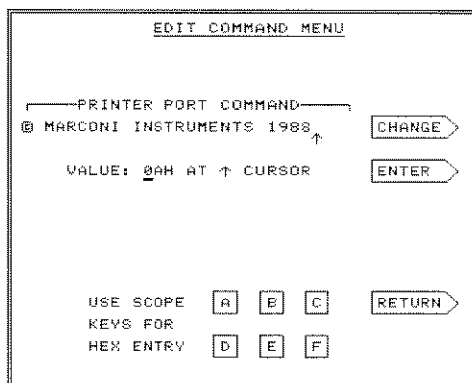 EDIT COMMAND MENU
PRINTER PORT COMMAND
© MARCONI INSTRUMENTS 1988↑
CHANGE
VALUE: 0AH AT ↑ CURSOR
ENTER
USE SCOPE A B C
RETURN
KEYS FOR
HEX ENTRY D E F